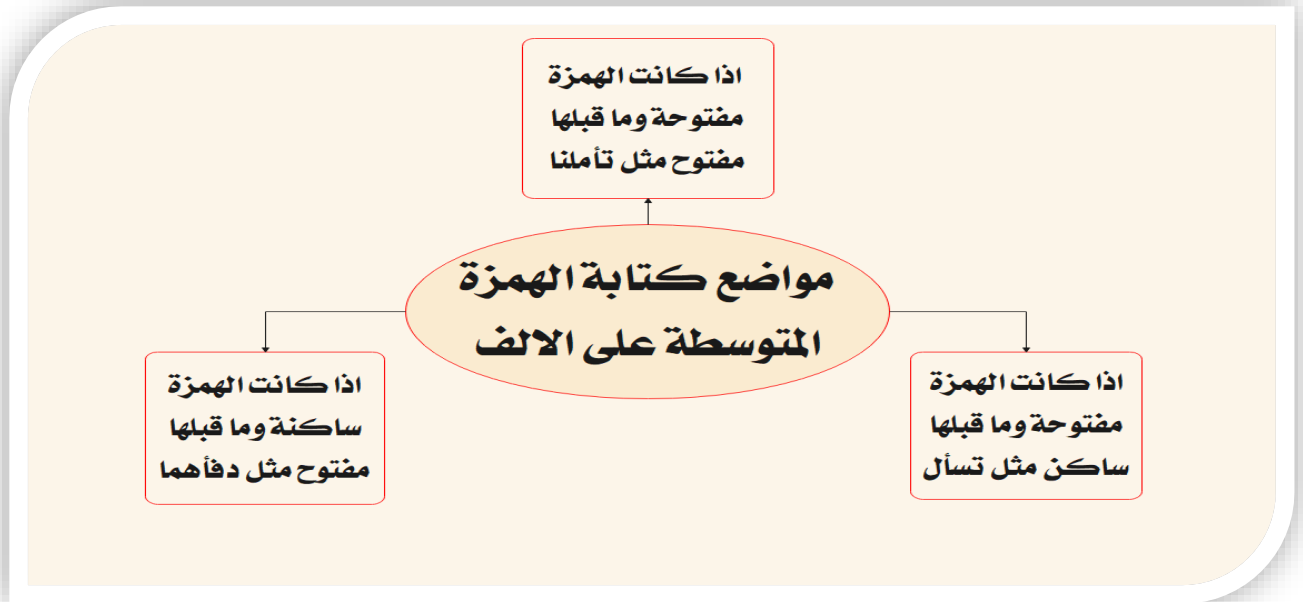 اذا كانت الهمزة
مفتوحة وما قبلها
مفتوح مثل تأملنا
مواضع كتابة الهمزة
المتوسطة على الالف
اذا كانت الهمزة
مفتوحة وما قبلها
ساكن مثل تسأل
اذا كانت الهمزة
ساكنة وما قبلها
مفتوح مثل دفأهما